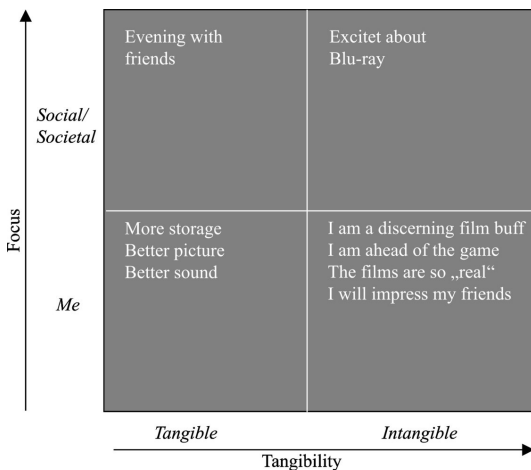 Evening with
friends
Excitet about
Blu-ray
Social/
Societal
More storage
Better picture
Better sound
I am a discerning film buff
I am ahead of the game
The films are so „real“
I will impress my friends
Focus
Me
Tangible
Intangible
Tangibility